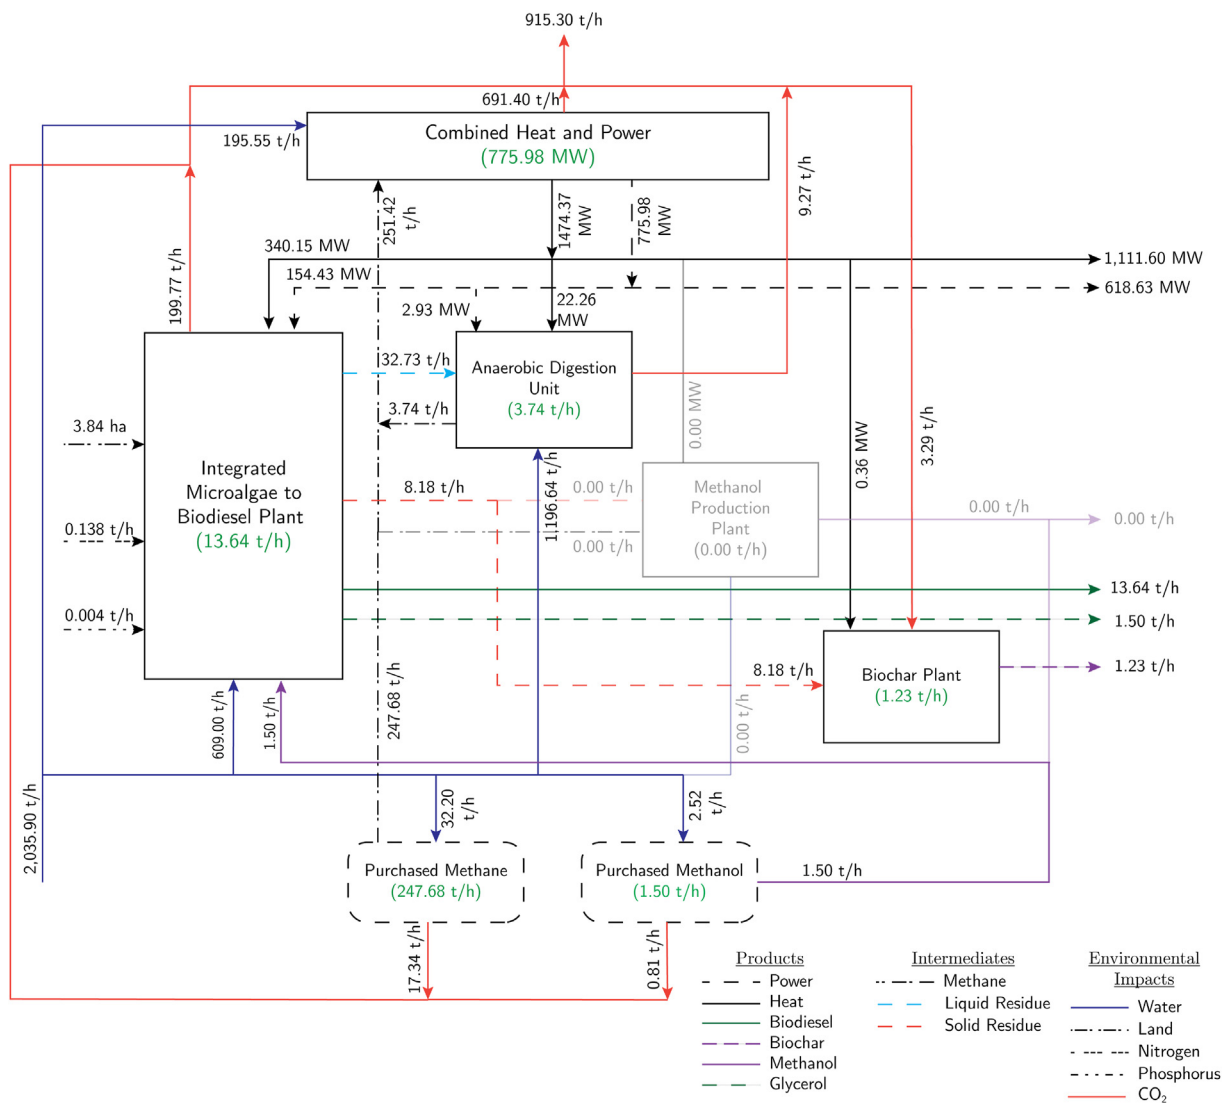 915.30 t/h
691.40 t/h
Combined Heat and Power
(775.98 MW)
195.55 t/h
9.27 t/h
251.42
t/h
1474.37
MW
775.98
MW
340.15 MW
1,111.60 MW
154.43 MW
618.63 MW
199.77 t/h
2.93 MW
22.26
MW
32.73 t/h
Anaerobic Digestion
Unit
(3.74 t/h)
3.74 t/h
3.84 ha
0.00 MW
0.36 MW
3.29 t/h
Integrated
Microalgae to
Biodiesel Plant
(13.64 t/h)
8.18 t/h
1,196.64 t/h
0.00 t/h
Methanol
Production
Plant
(0.00 t/h)
0.00 t/h
0.00 t/h
0.138 t/h
0.00 t/h
13.64 t/h
0.004 t/h
1.50 t/h
8.18 t/h
Biochar Plant
(1.23 t/h)
1.23 t/h
609.00 t/h
1.50 t/h
247.68 t/h
0.00 t/h
2,035.90 t/h
32.20
t/h
2.52
t/h
Purchased Methane
(247.68 t/h)
Purchased Methanol
(1.50 t/h)
1.50 t/h
17.34 t/h
0.81 t/h
Products
Power
Heat
Biodiesel
Biochar
Methanol
Glycerol
Intermediates
Methane
Liquid Residue
Solid Residue
Environmental
Impacts
Water
Land
Nitrogen
Phosphorus
CO₂